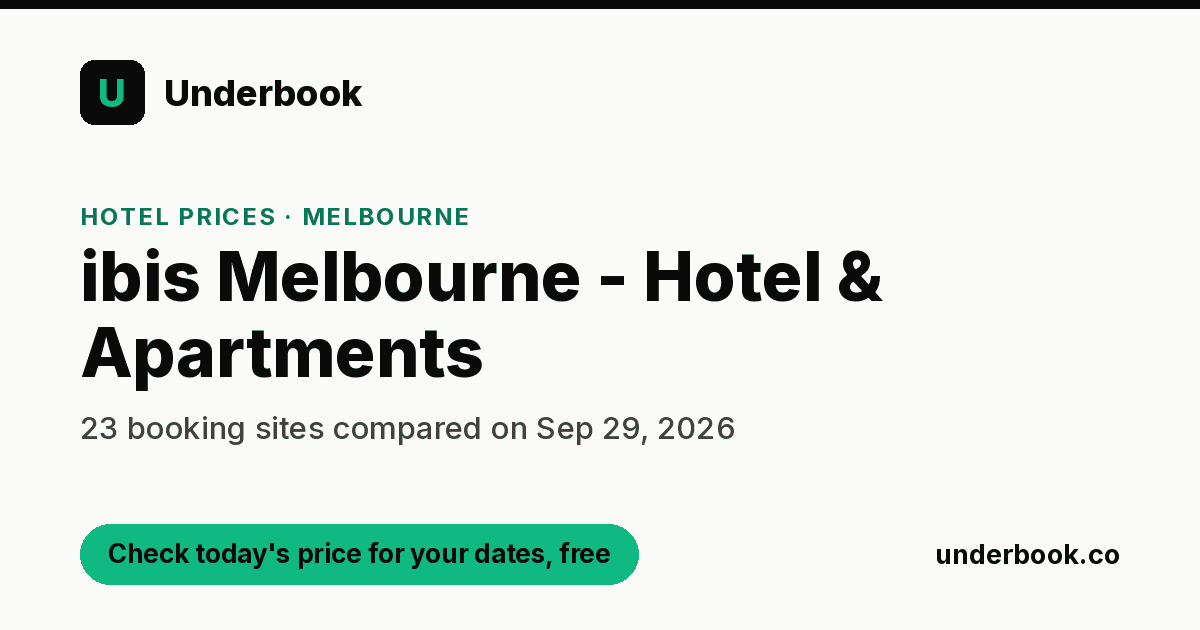 U Underbook
HOTEL PRICES · MELBOURNE
ibis Melbourne - Hotel &
Apartments
23 booking sites compared on Sep 29, 2026
Check today's price for your dates, free
underbook.co